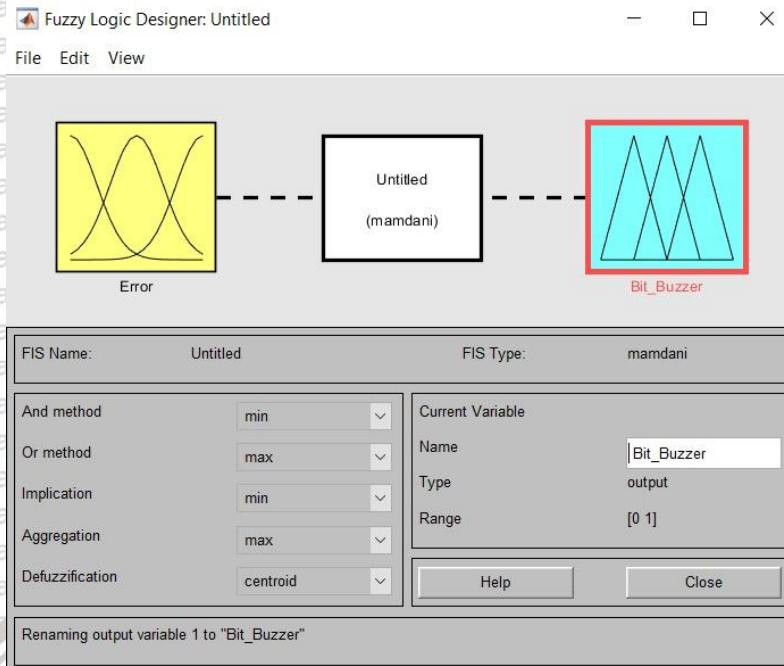 Fuzzy Logic Designer: Untitled
File Edit View
Untitled
(mamdani)
Error
Bit_Buzzer
FIS Name: Untitled FIS Type: mamdani
And method min
Or method max
Implication min
Aggregation max
Defuzzification centroid
Current Variable
Name Bit_Buzzer
Type output
Range [0 1]
Help Close
Renaming output variable 1 to "Bit_Buzzer"